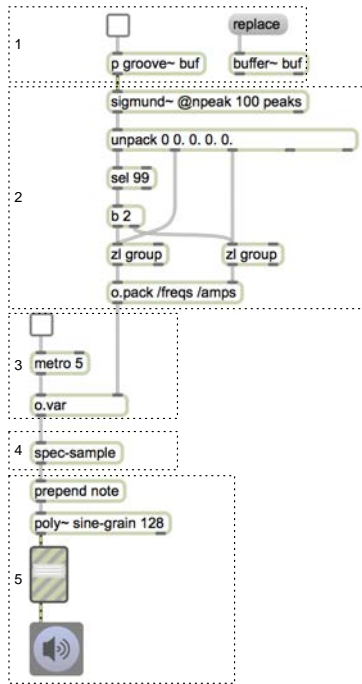 replace
1
p groove~ buf
buffer~ buf
sigmund~ @npeak 100 peaks
unpack 0 0. 0. 0. 0.
sel 99
2
b 2
zl group
zl group
o.pack /freqs /amps
3
metro 5
o.var
4
spec-sample
prepend note
poly~ sine-grain 128
5